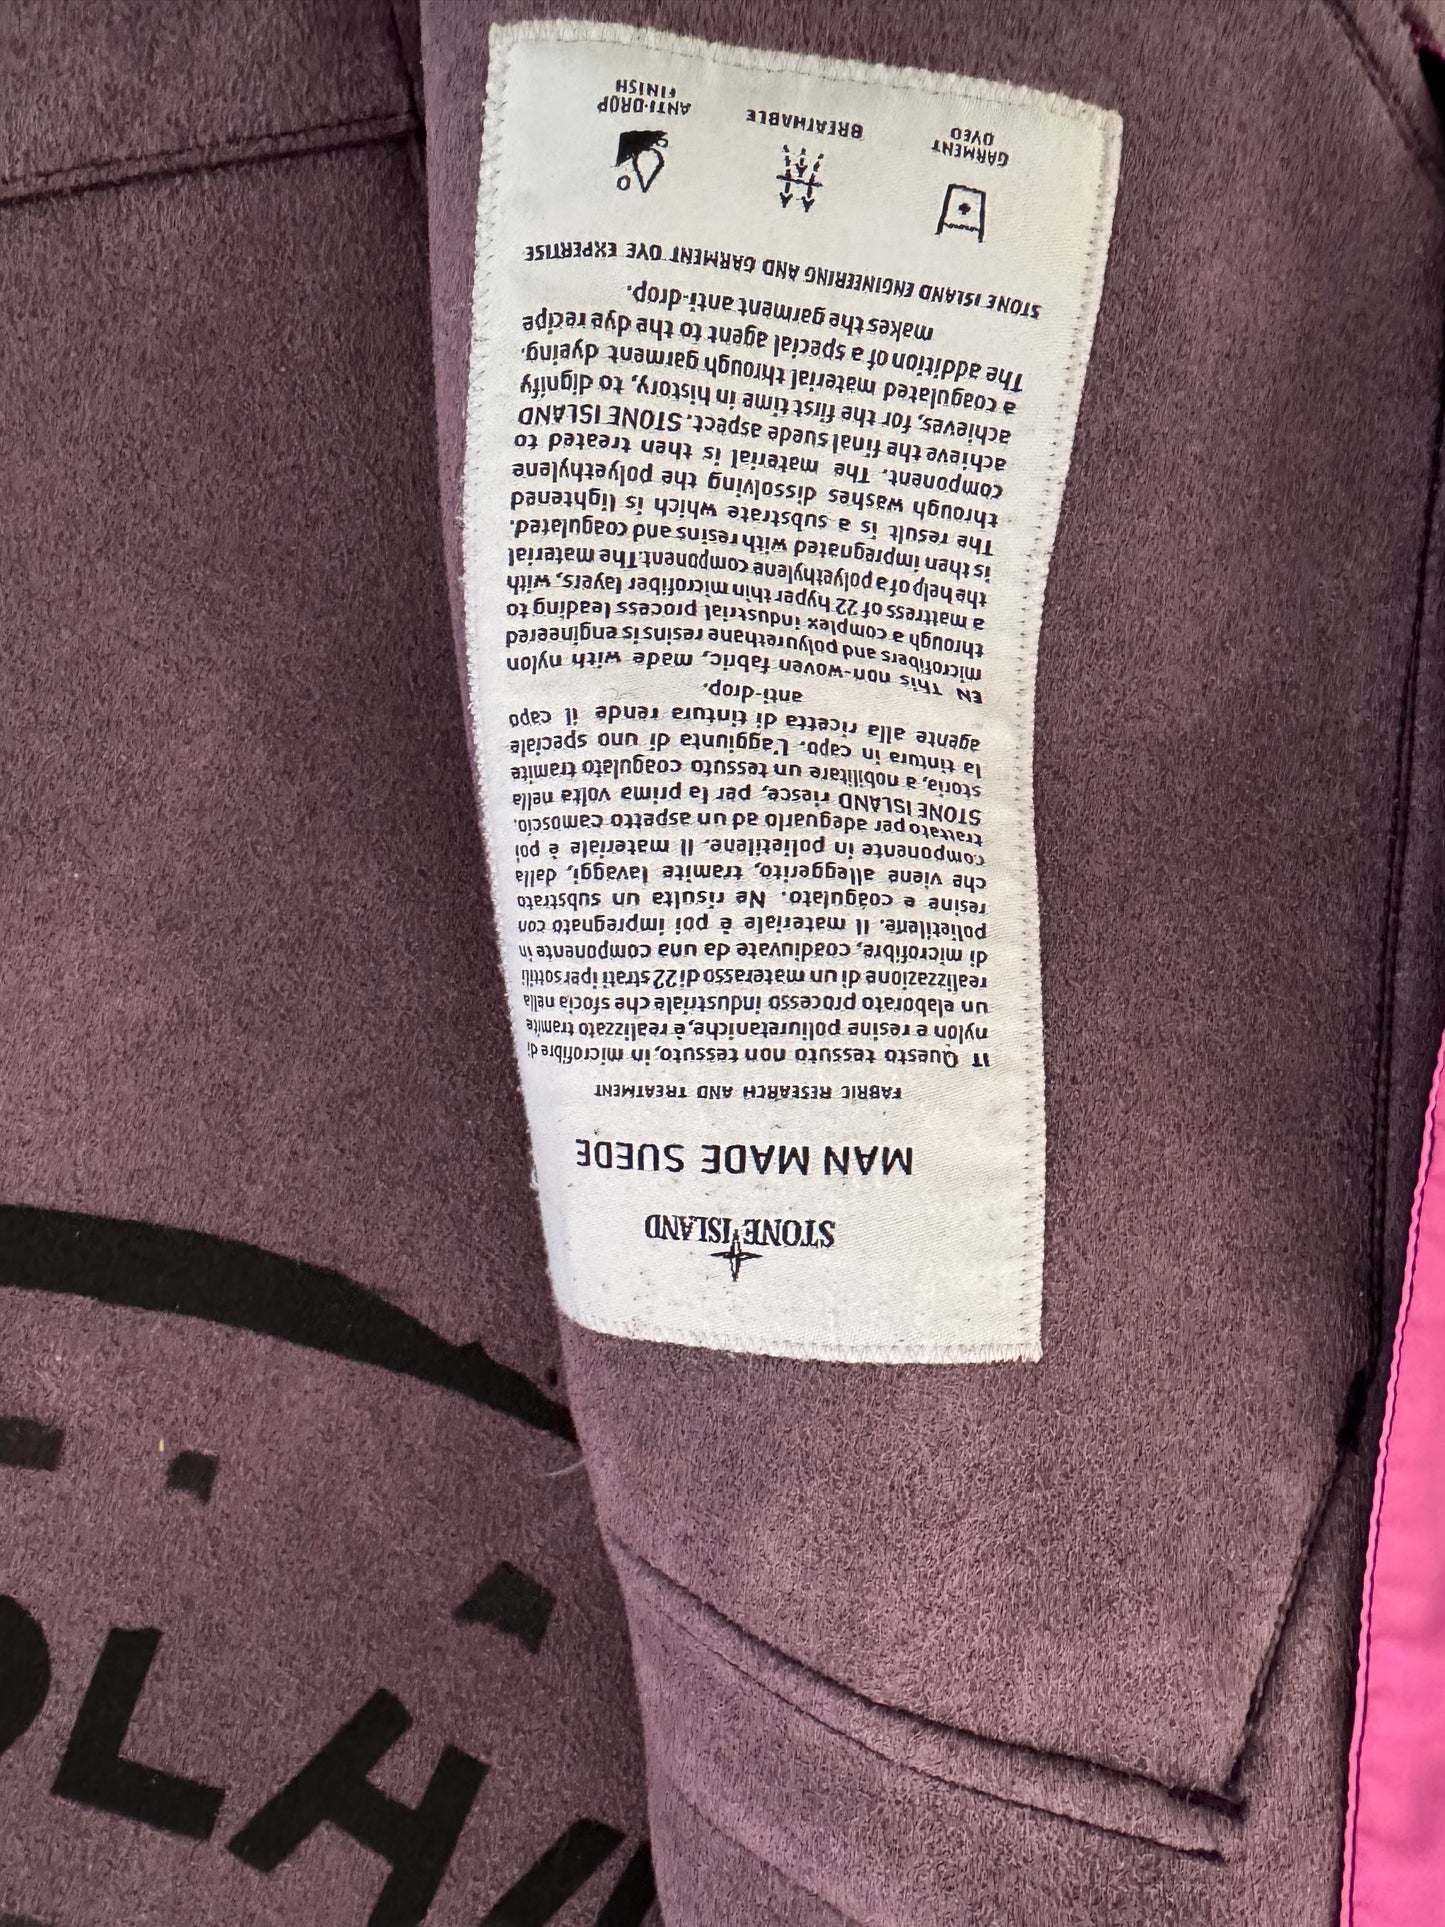 STONE ISLAND
MAN MADE SUEDE
FABRIC RESEARCH AND TREATMENT
IT Questo tessuto non tessuto, in microfibre di
nylon e resine poliuretaniche, è realizzato tramite
un elaborato processo industriale che sfocia nella
realizzazione di un materasso di 22 strati ipersottili
di microfibre, coadiuvate da una componente in
polietilene. Il materiale è poi impregnato con
resine e coagulato. Ne risulta un substrato
che viene alleggerito, tramite lavaggi, dalla
componente in polietilene. Il materiale è poi
trattato per adeguarlo ad un aspetto camoscio.
STONE ISLAND riesce, per la prima volta nella
storia, a nobilitare un tessuto coagulato tramite
la tintura in capo. L'aggiunta di uno speciale
agente alla ricetta di tintura rende il capo
anti-drop.
EN This non-woven fabric, made with nylon
microfibers and polyurethane resins is engineered
through a complex industrial process leading to
a mattress of 22 hyper thin microfiber layers, with
the help of a polyethylene component. The material
is then impregnated with resins and coagulated.
The result is a substrate which is lightened
through washes dissolving the polyethylene
component. The material is then treated to
achieve the final suede aspect. STONE ISLAND
achieves, for the first time in history, to dignify
a coagulated material through garment dyeing.
The addition of a special agent to the dye recipe
makes the garment anti-drop.
STONE ISLAND ENGINEERING AND GARMENT DYE EXPERTISE
GARMENT DYED
BREATHABLE
ANTI-DROP FINISH